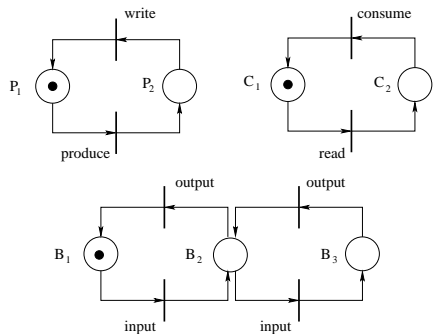 write
consume
P1 P2 C1 C2
produce
read
output output
B1 B2 B3
input input